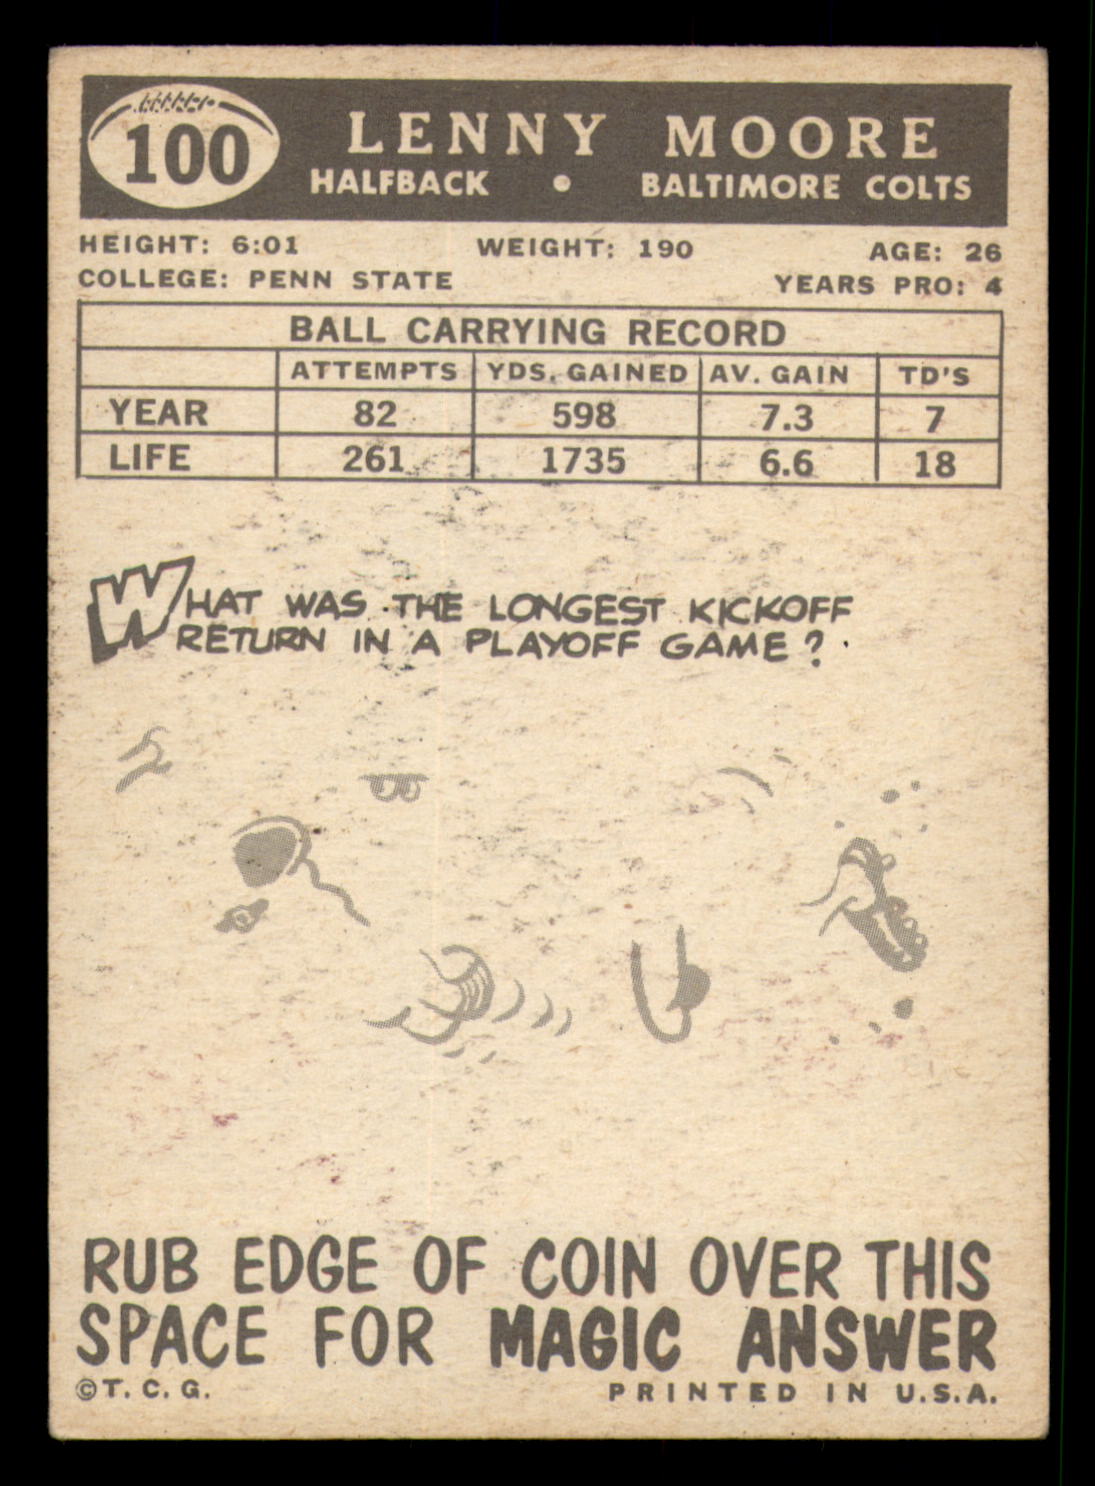 100
LENNY MOORE
HALFBACK • BALTIMORE COLTS
HEIGHT: 6:01 WEIGHT: 190 AGE: 26
COLLEGE: PENN STATE YEARS PRO: 4
BALL CARRYING RECORD
ATTEMPTS YDS. GAINED AV. GAIN TD'S
YEAR 82 598 7.3 7
LIFE 261 1735 6.6 18
WHAT WAS THE LONGEST KICKOFF
RETURN IN A PLAYOFF GAME?
RUB EDGE OF COIN OVER THIS
SPACE FOR MAGIC ANSWER
©T. C. G. PRINTED IN U.S.A.